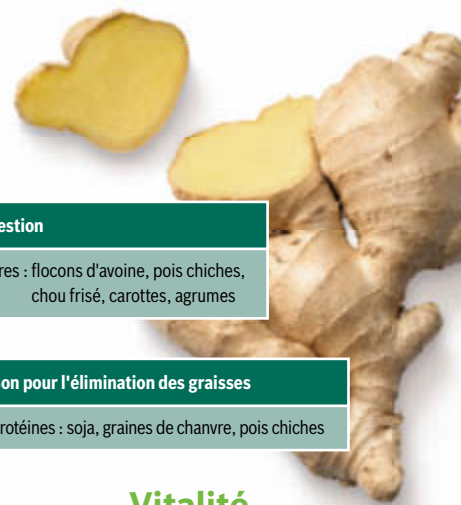 estion
res : flocons d'avoine, pois chiches,
chou frisé, carottes, agrumes
on pour l'élimination des graisses
rotéines : soja, graines de chanvre, pois chiches
Vitalité